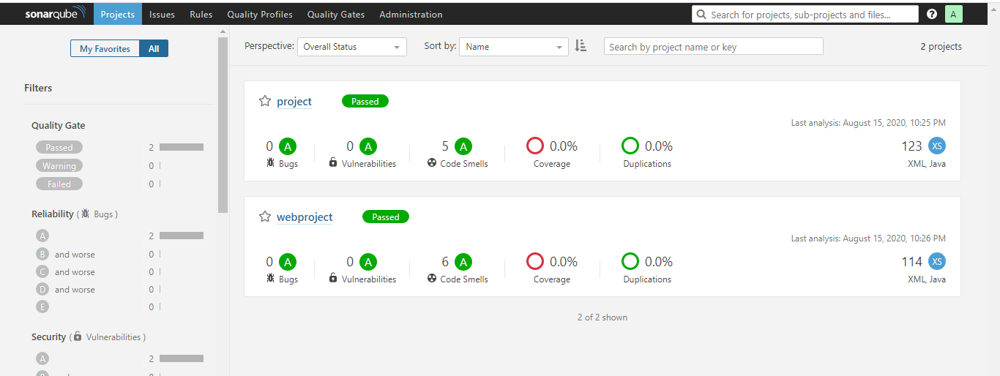 sonarqube Projects Issues Rules Quality Profiles Quality Gates Administration Search for projects, sub-projects and files... ? A
My Favorites All
Filters
Quality Gate
Passed 2
Warning 0
Failed 0
Reliability ( Bugs )
A 2
B and worse 0
C and worse 0
D and worse 0
E 0
Security ( Vulnerabilities )
A 2
Perspective: Overall Status Sort by: Name Search by project name or key 2 projects
project Passed
Last analysis: August 15, 2020, 10:25 PM
0 A 0 A 5 A 0.0% 0.0% 123 XS
Bugs Vulnerabilities Code Smells Coverage Duplications XML, Java
webproject Passed
Last analysis: August 15, 2020, 10:26 PM
0 A 0 A 6 A 0.0% 0.0% 114 XS
Bugs Vulnerabilities Code Smells Coverage Duplications XML, Java
2 of 2 shown